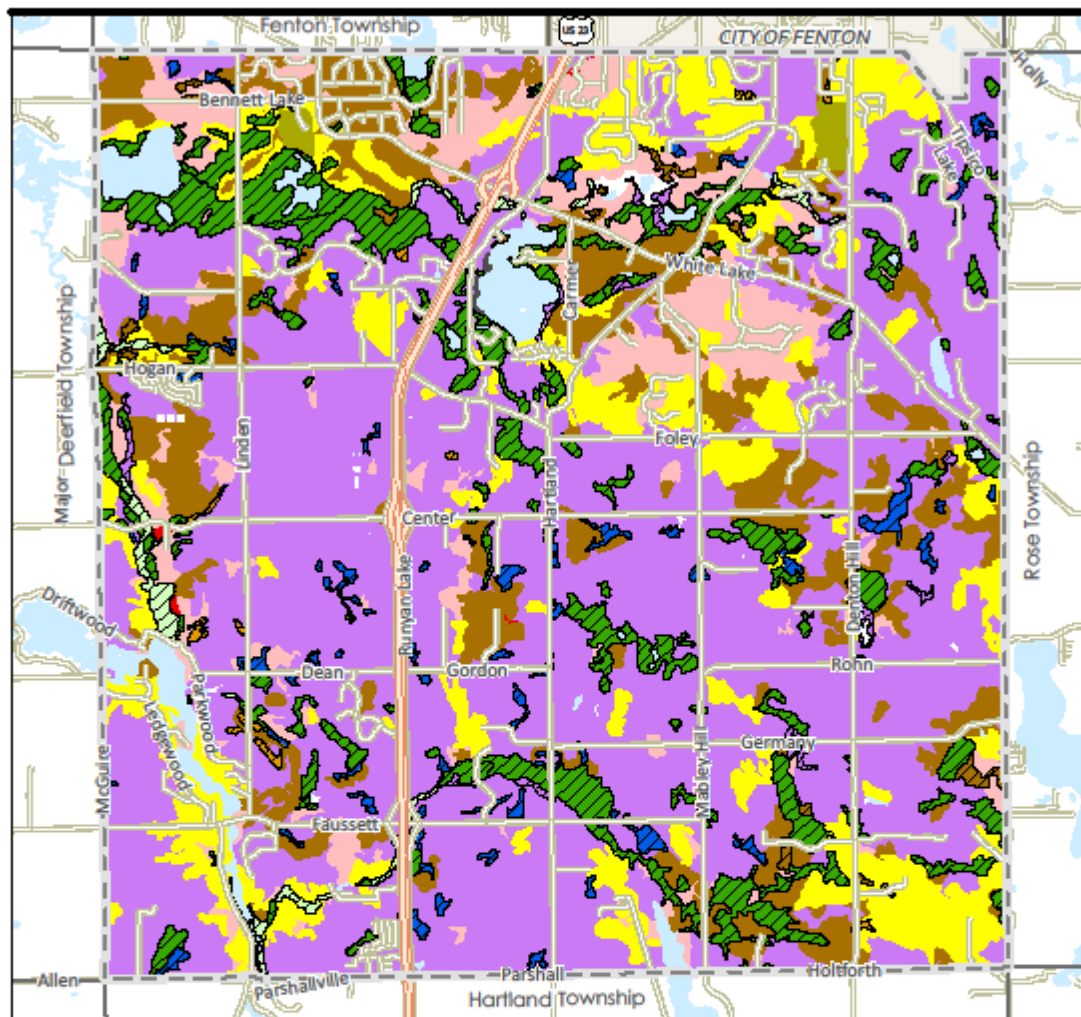 Fenton Township
US 23
CITY OF FENTON
Holly
Bennett Lake
Tipsico
Lake
White Lake
Carmer
Major
Deerfield Township
Hogan
Linden
Foley
Hartland
Rose Township
Center
Runyan Lake
Denton Hill
Driftwood
Dean
Gordon
Rohn
Parkwood
Ledgewood
Germany
McGuire
Mabley Hill
Faussett
Allen
Parshallville
Parshall
Holtforth
Hartland Township